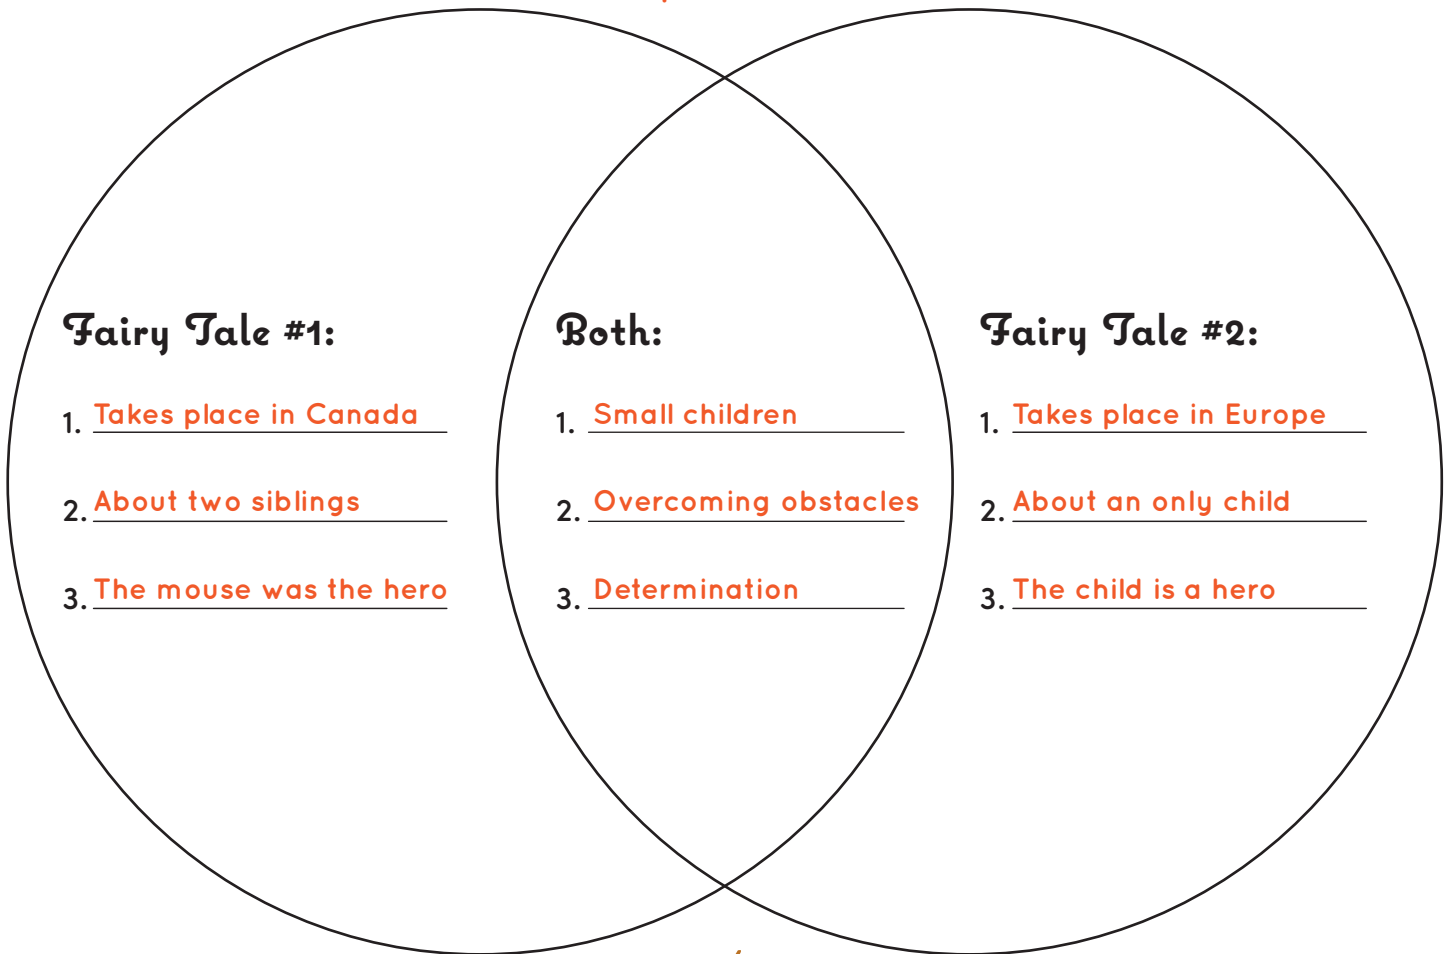 Fairy Tale #1:
1. Takes place in Canada
2. About two siblings
3. The mouse was the hero
Both:
1. Small children
2. Overcoming obstacles
3. Determination
Fairy Tale #2:
1. Takes place in Europe
2. About an only child
3. The child is a hero